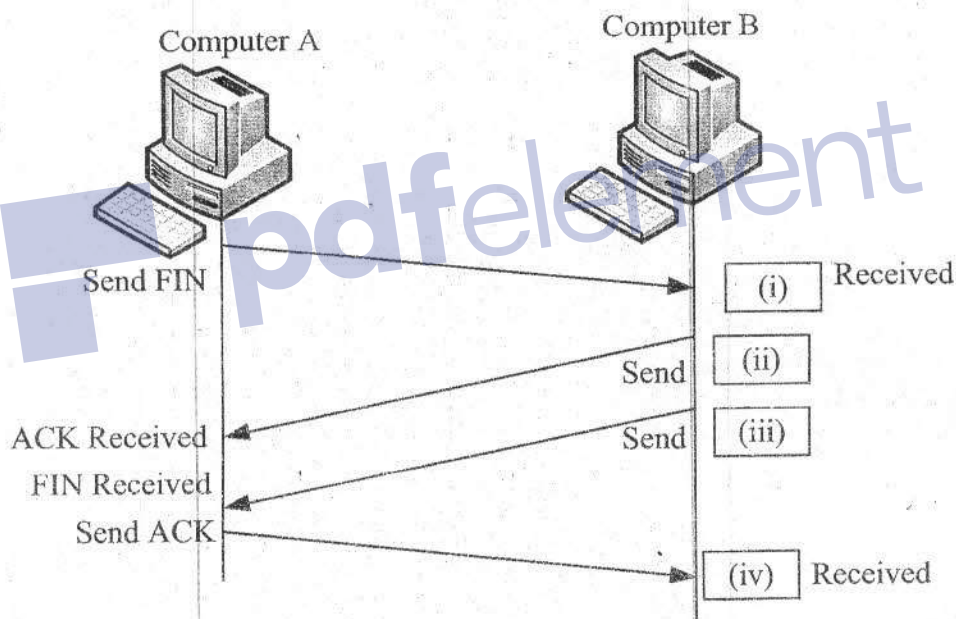 Computer A
Computer B
pdfelement
Send FIN
(i) Received
Send (ii)
ACK Received
Send (iii)
FIN Received
Send ACK
(iv) Received